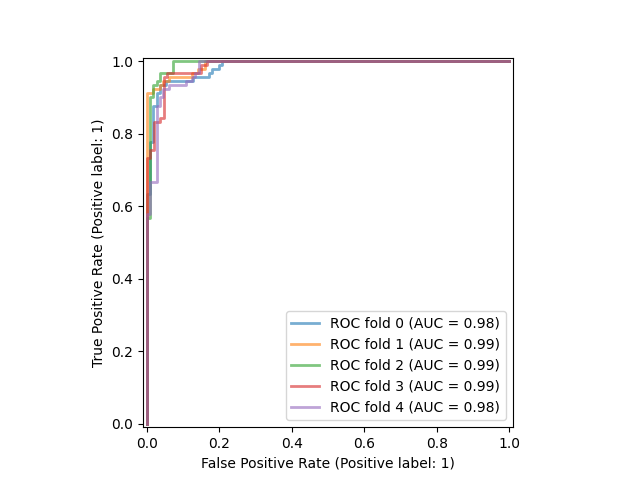 1.0
0.8
0.6
0.4
0.2
0.0
True Positive Rate (Positive label: 1)
ROC fold 0 (AUC = 0.98)
ROC fold 1 (AUC = 0.99)
ROC fold 2 (AUC = 0.99)
ROC fold 3 (AUC = 0.99)
ROC fold 4 (AUC = 0.98)
0.0 0.2 0.4 0.6 0.8 1.0
False Positive Rate (Positive label: 1)